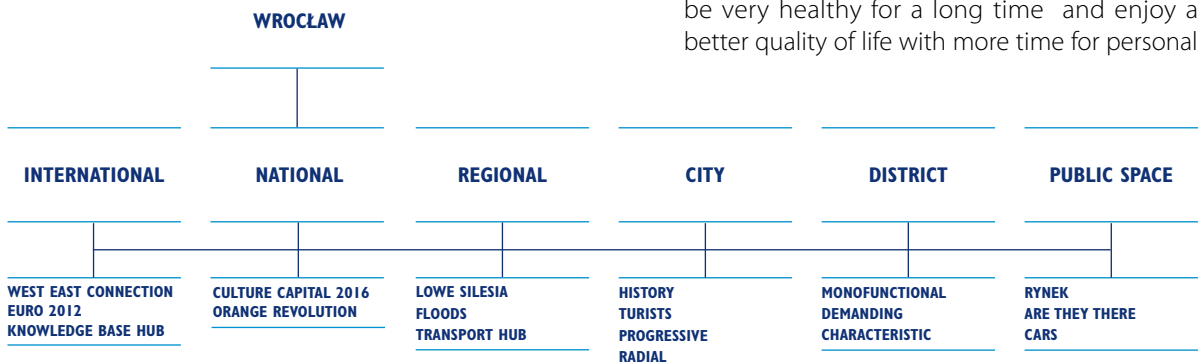 be very healthy for a long time and enjoy a
better quality of life with more time for personal
WROCŁAW
INTERNATIONAL
NATIONAL
REGIONAL
CITY
DISTRICT
PUBLIC SPACE
WEST EAST CONNECTION
EURO 2012
KNOWLEDGE BASE HUB
CULTURE CAPITAL 2016
ORANGE REVOLUTION
LOWE SILESIA
FLOODS
TRANSPORT HUB
HISTORY
TURISTS
PROGRESSIVE
RADIAL
MONOFUNCTIONAL
DEMANDING
CHARACTERISTIC
RYNEK
ARE THEY THERE
CARS